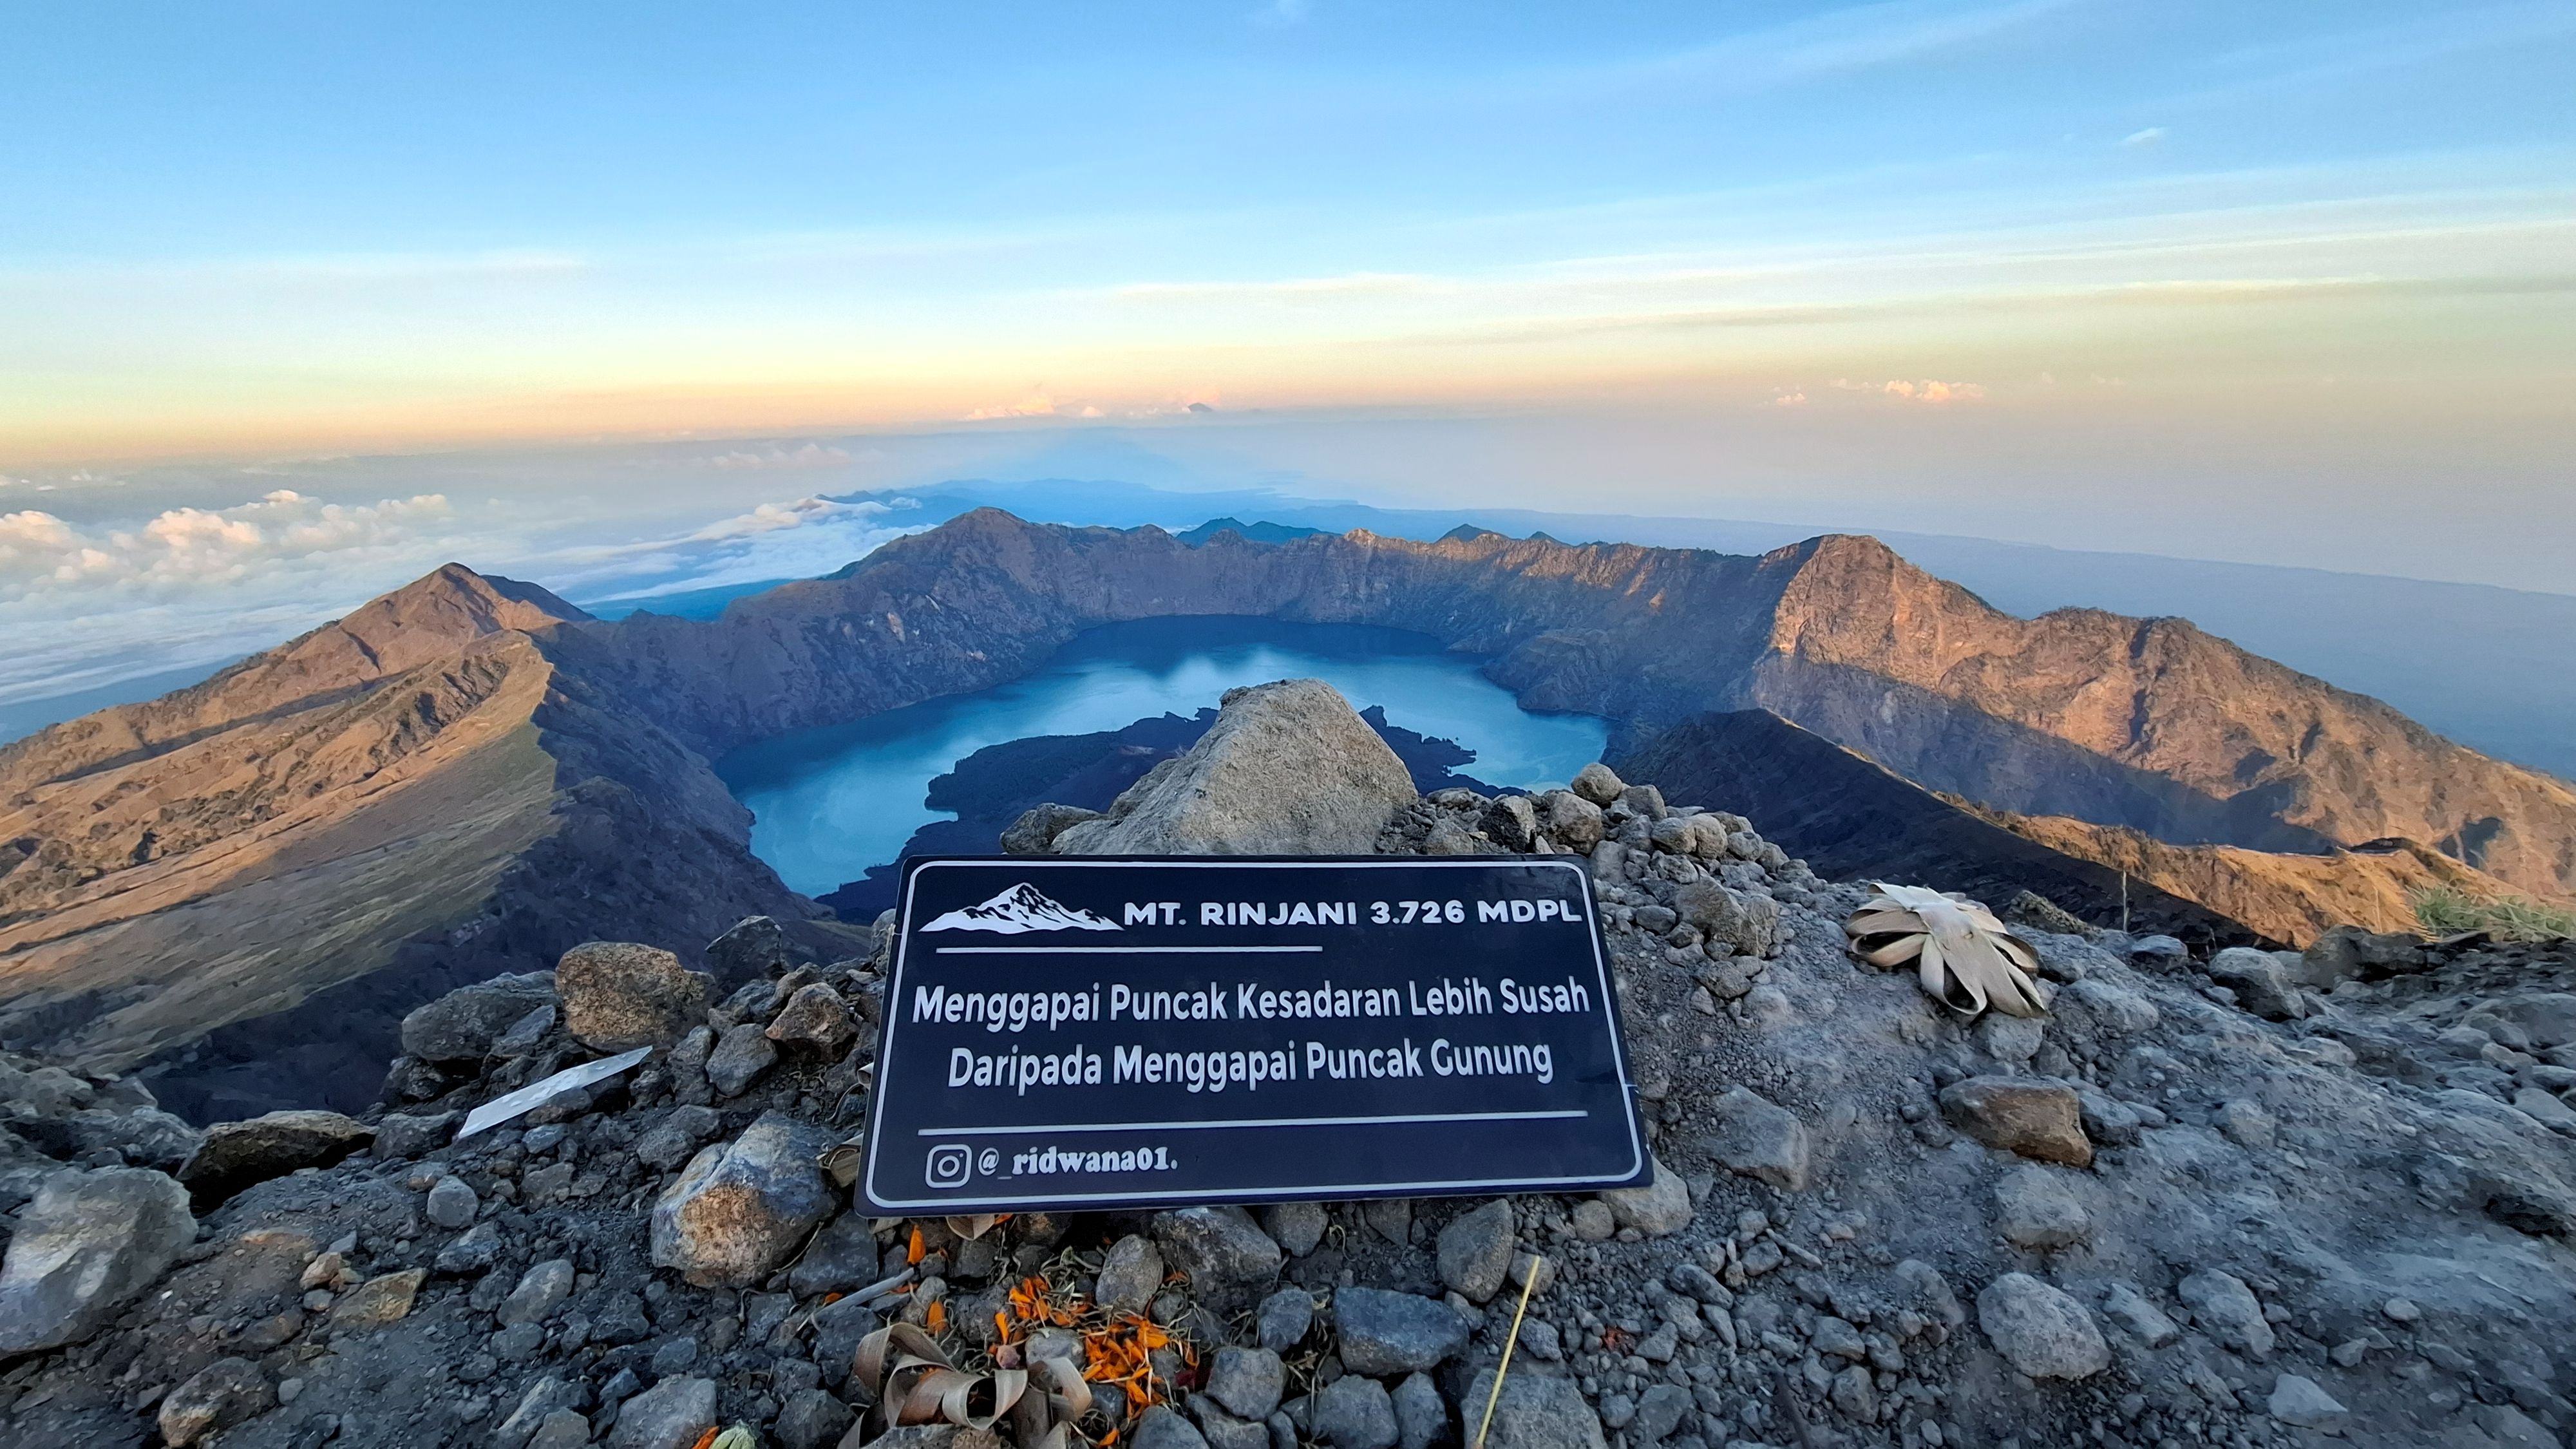 MT. RINJANI 3.726 MDPL
Menggapai Puncak Kesadaran Lebih Susah
Daripada Menggapai Puncak Gunung
@_ridwana01.